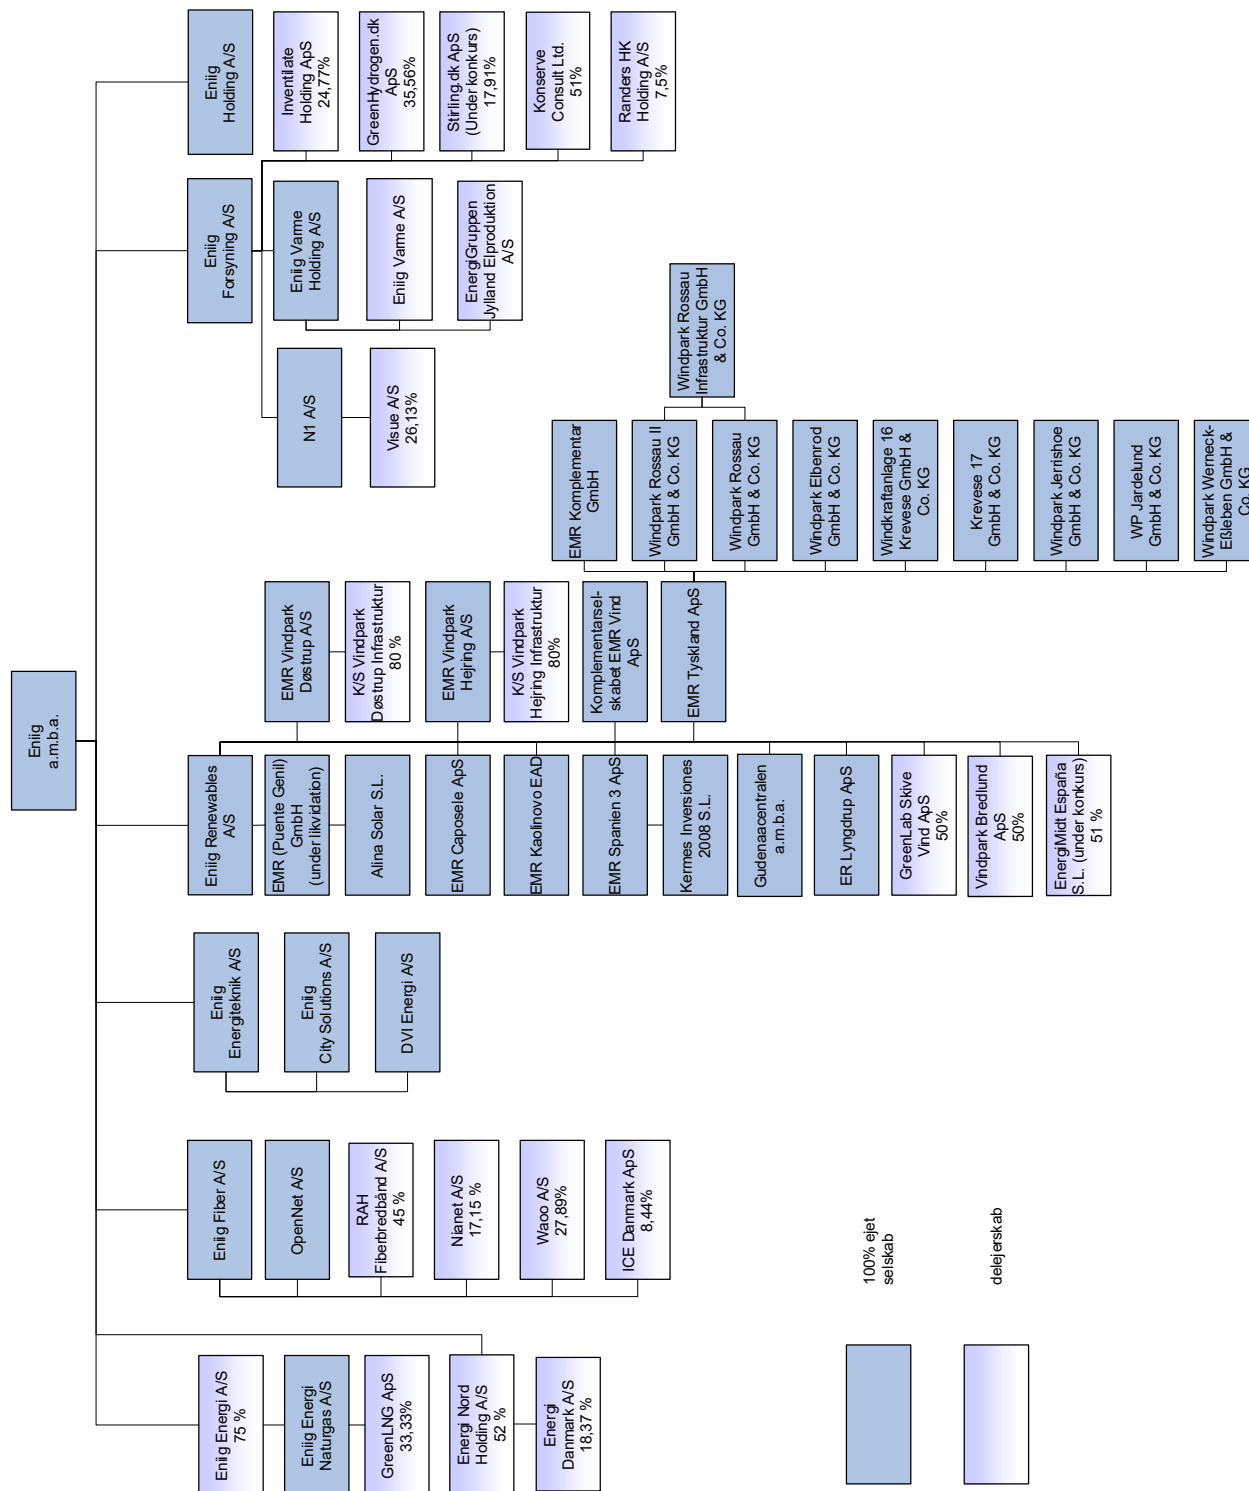 Eniig
a.m.b.a.
Eniig Energi A/S
75 %
Eniig Energi
Naturgas A/S
GreenLNG ApS
33,33%
Energi Nord
Holding A/S
52 %
Energi
Danmark A/S
18,37 %
Eniig Fiber A/S
OpenNet A/S
RAH
Fiberbredbånd A/S
45 %
Nianet A/S
17,15 %
Waoo A/S
27,89%
ICE Danmark ApS
8,44%
Eniig
Energiteknik A/S
Eniig
City Solutions A/S
DVI Energi A/S
Eniig Renewables
A/S
EMR (Puente Genil)
GmbH
(under likvidation)
Alina Solar S.L.
EMR Caposele ApS
EMR Kaolinovo EAD
EMR Spanien 3 ApS
Kermes Inversiones
2008 S.L.
Gudenaacentralen
a.m.b.a.
ER Lyngdrup ApS
GreenLab Skive
Vind ApS
50%
Vindpark Bredlund
ApS
50%
EnergiMidt España
S.L. (under konkurs)
51 %
EMR Vindpark
Døstrup A/S
K/S Vindpark
Døstrup Infrastruktur
80 %
EMR Vindpark
Hejring A/S
K/S Vindpark
Hejring Infrastruktur
80%
Komplementarsel-
skabet EMR Vind
ApS
EMR Tyskland ApS
EMR Komplementar
GmbH
Windpark Rossau II
GmbH & Co. KG
Windpark Rossau
GmbH & Co. KG
Windpark Elbenrod
GmbH & Co. KG
Windkraftanlage 16
Krevese GmbH &
Co. KG
Krevese 17
GmbH & Co. KG
Windpark Jerrishoe
GmbH & Co. KG
WP Jardelund
GmbH & Co. KG
Windpark Werneck-
Eßleben GmbH &
Co. KG
Windpark Rossau
Infrastruktur GmbH
& Co. KG
Eniig
Forsyning A/S
N1 A/S
Visue A/S
26,13%
Eniig Varme
Holding A/S
Eniig Varme A/S
EnergiGruppen
Jylland Elproduktion
A/S
Eniig
Holding A/S
Inventilate
Holding ApS
24,77%
GreenHydrogen.dk
ApS
35,56%
Stirling.dk ApS
(Under konkurs)
17,91%
Konserve
Consult Ltd.
51%
Randers HK
Holding A/S
7,5%
100% ejet
selskab
delejerskab